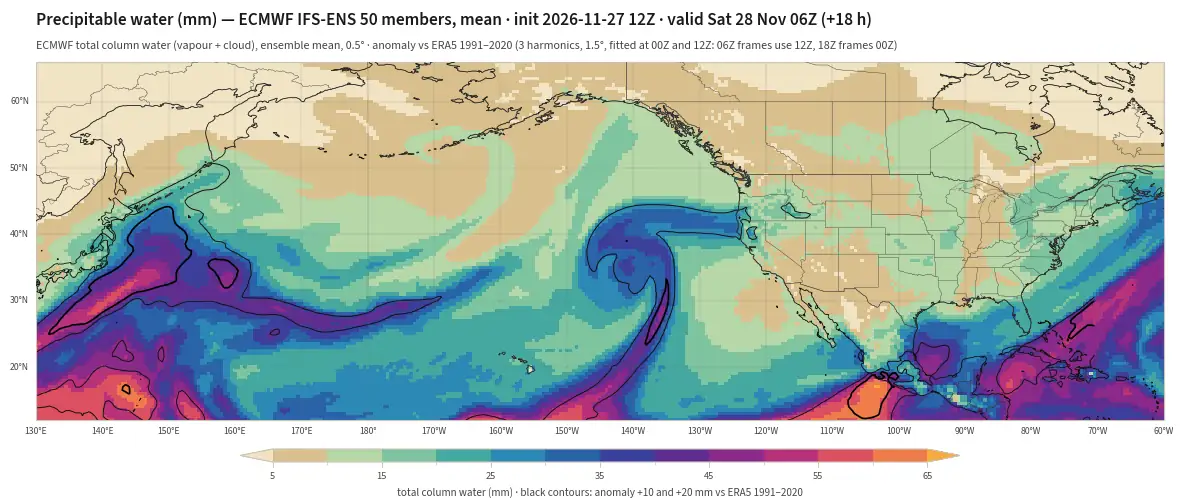 Precipitable water (mm) — ECMWF IFS-ENS 50 members, mean · init 2026-11-27 12Z · valid Sat 28 Nov 06Z (+18 h)
ECMWF total column water (vapour + cloud), ensemble mean, 0.5° · anomaly vs ERA5 1991–2020 (3 harmonics, 1.5°, fitted at 00Z and 12Z: 06Z frames use 12Z, 18Z frames 00Z)
60°N
50°N
40°N
30°N
20°N
130°E 140°E 150°E 160°E 170°E 180° 170°W 160°W 150°W 140°W 130°W 120°W 110°W 100°W 90°W 80°W 70°W 60°W
5 15 25 35 45 55 65
total column water (mm) · black contours: anomaly +10 and +20 mm vs ERA5 1991–2020